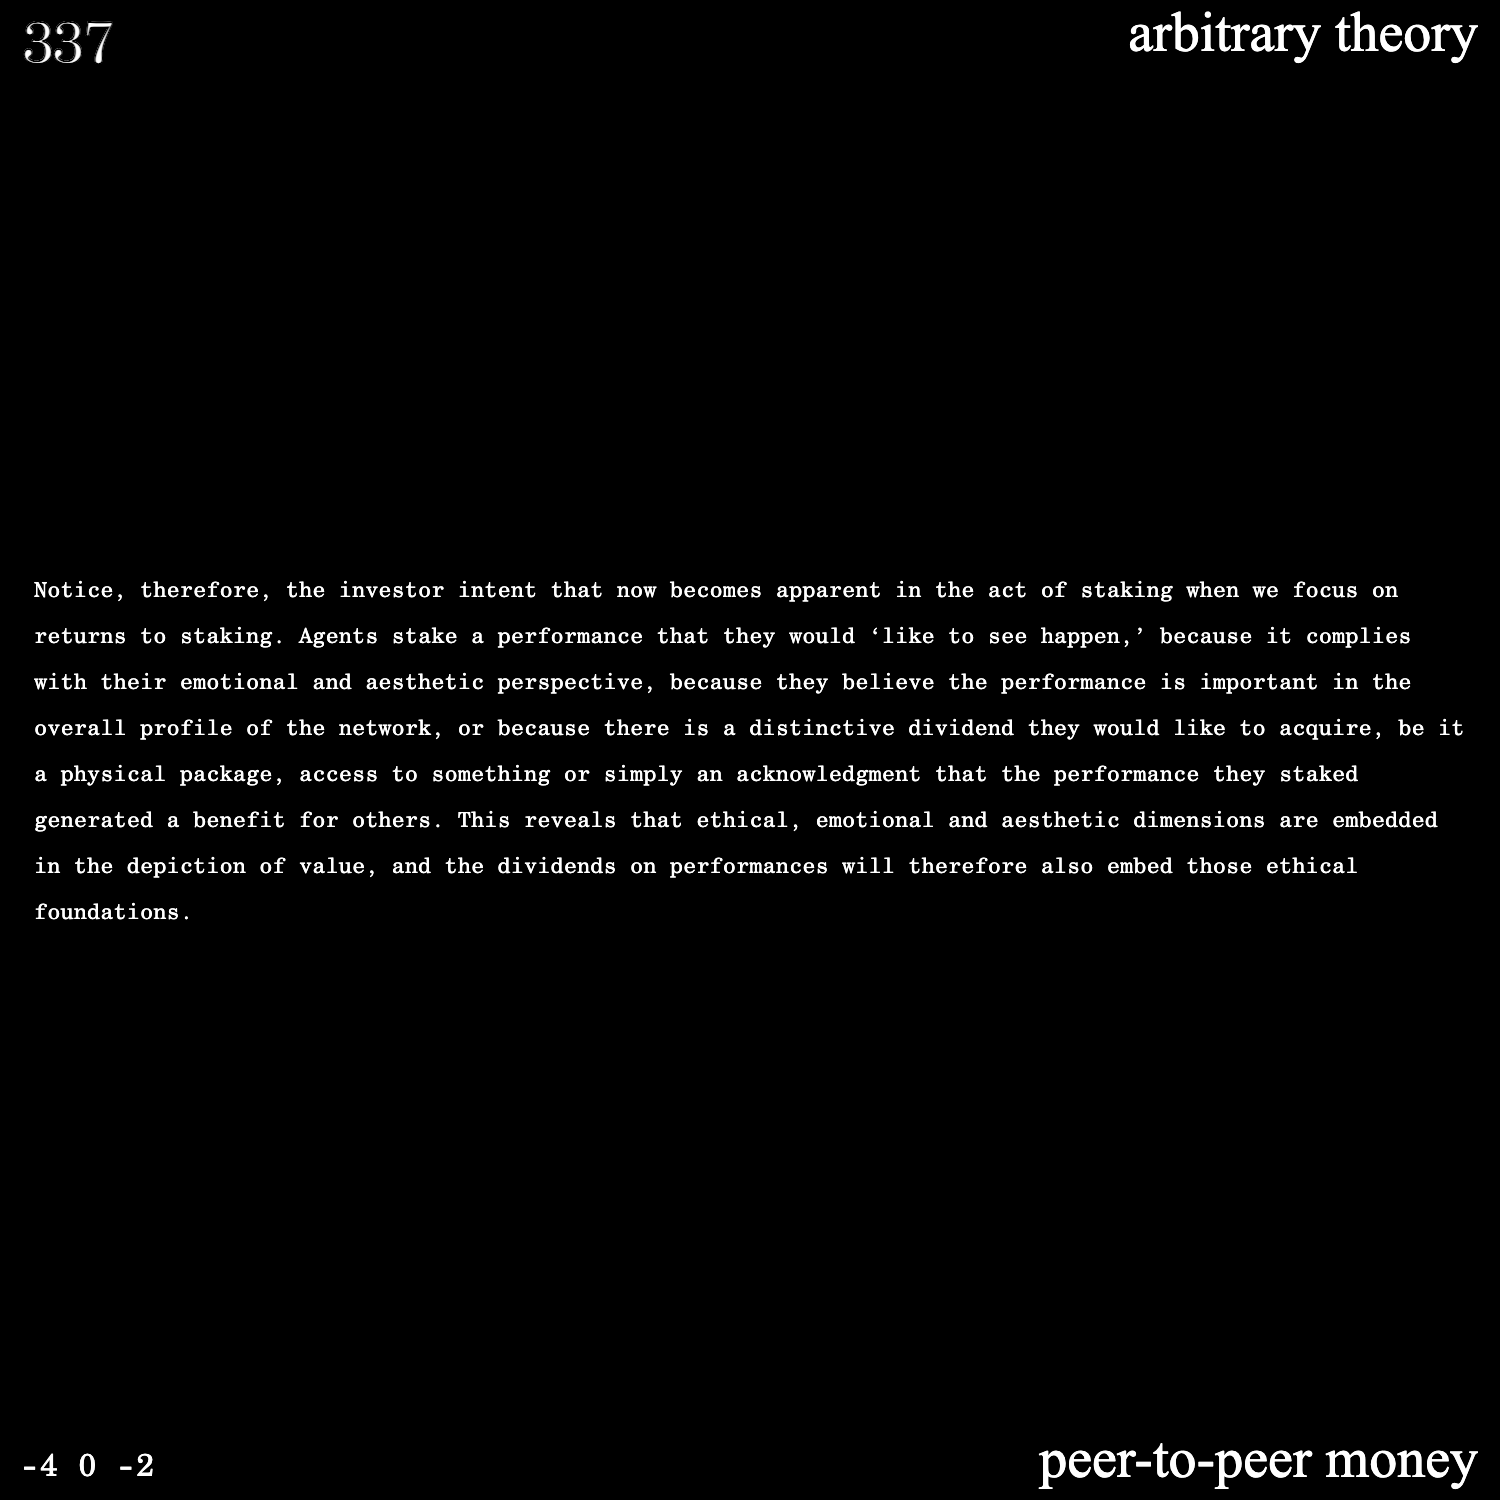 337
arbitrary theory
Notice, therefore, the investor intent that now becomes apparent in the act of staking when we focus on
returns to staking. Agents stake a performance that they would ‘like to see happen,’ because it complies
with their emotional and aesthetic perspective, because they believe the performance is important in the
overall profile of the network, or because there is a distinctive dividend they would like to acquire, be it
a physical package, access to something or simply an acknowledgment that the performance they staked
generated a benefit for others. This reveals that ethical, emotional and aesthetic dimensions are embedded
in the depiction of value, and the dividends on performances will therefore also embed those ethical
foundations.
-4 0 -2
peer-to-peer money